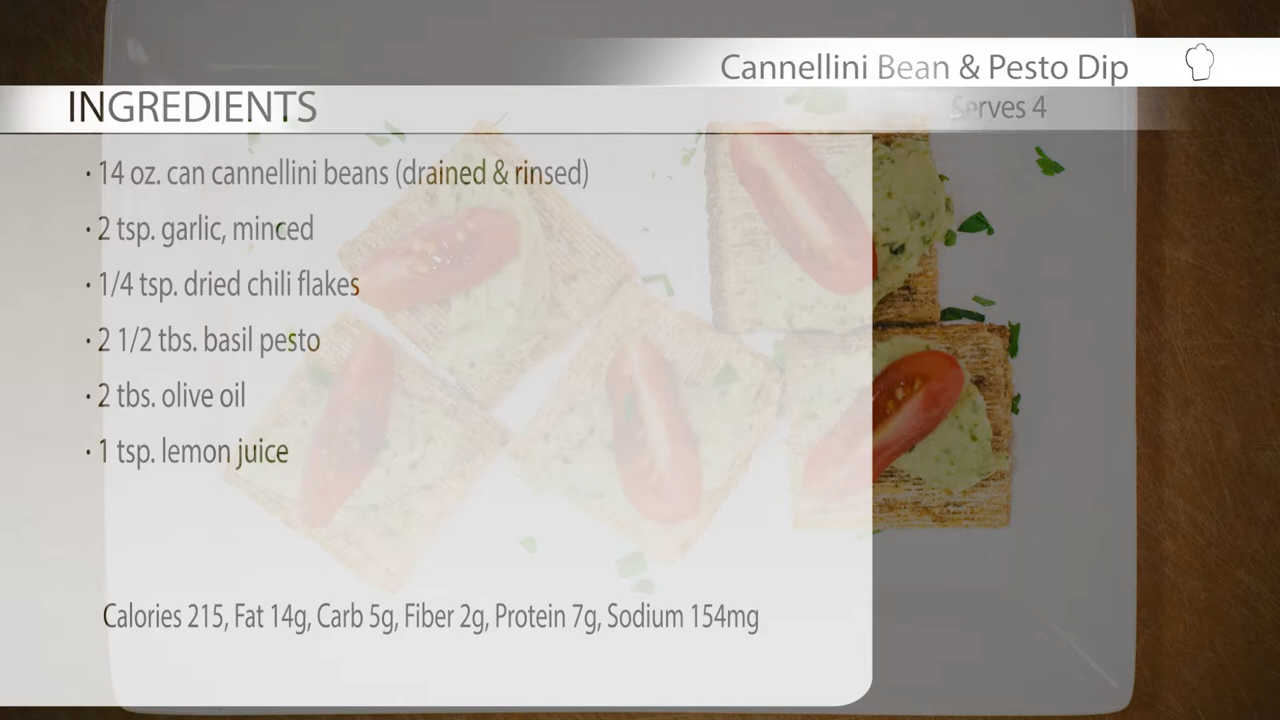 Cannellini Bean & Pesto Dip
INGREDIENTS
Serves 4
· 14 oz. can cannellini beans (drained & rinsed)
· 2 tsp. garlic, minced
· 1/4 tsp. dried chili flakes
· 2 1/2 tbs. basil pesto
· 2 tbs. olive oil
· 1 tsp. lemon juice
Calories 215, Fat 14g, Carb 5g, Fiber 2g, Protein 7g, Sodium 154mg